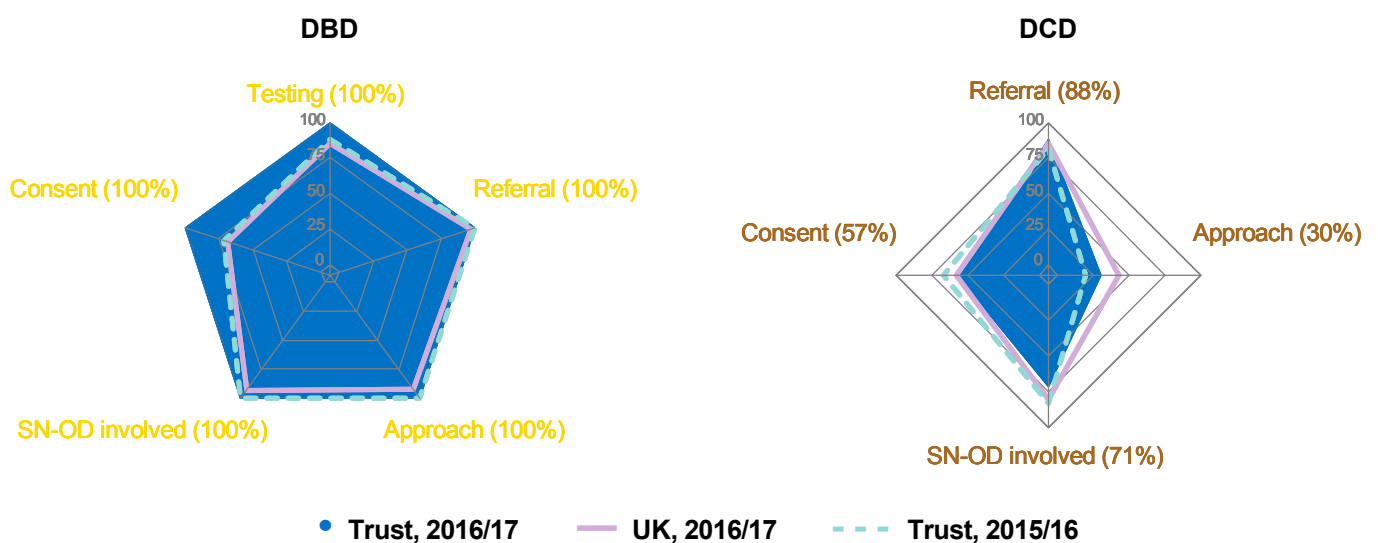 DBD
Testing (100%)
100
75
50
25
0
Consent (100%)
Referral (100%)
SN-OD involved (100%)
Approach (100%)
DCD
Referral (88%)
100
75
50
25
0
Consent (57%)
Approach (30%)
SN-OD involved (71%)
Trust, 2016/17
UK, 2016/17
Trust, 2015/16